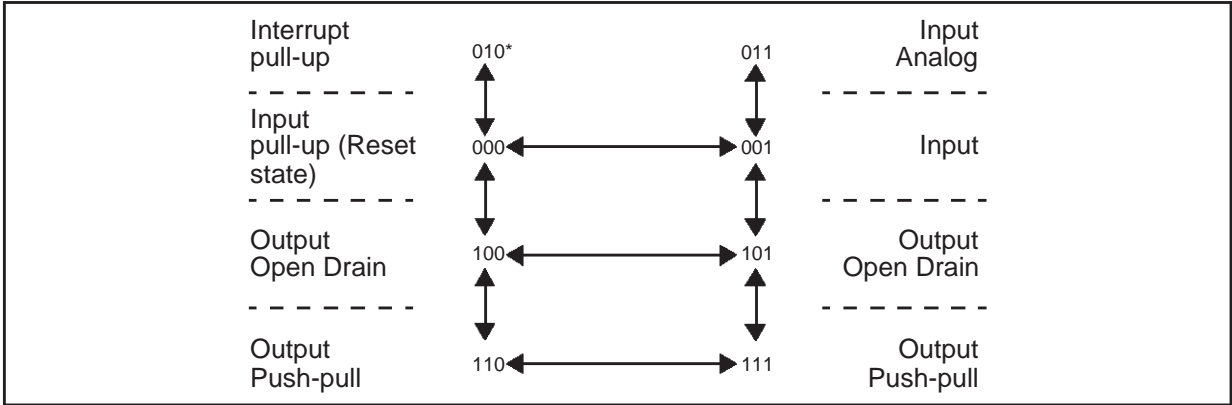 Interrupt
pull-up
010*
011
Input
Analog
Input
pull-up (Reset
state)
000
001
Input
Output
Open Drain
100
101
Output
Open Drain
Output
Push-pull
110
111
Output
Push-pull